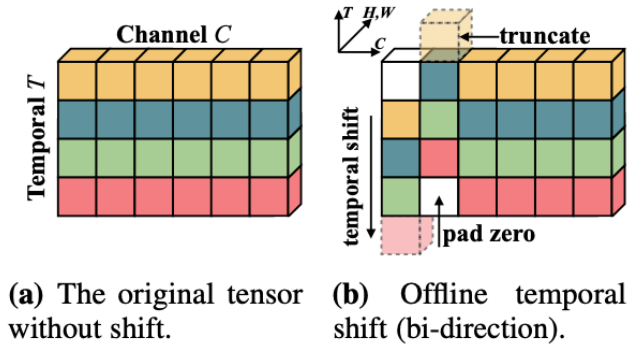 Channel C
Temporal T
T
H,W
C
truncate
temporal shift
pad zero
(a) The original tensor
without shift.
(b) Offline temporal
shift (bi-direction).